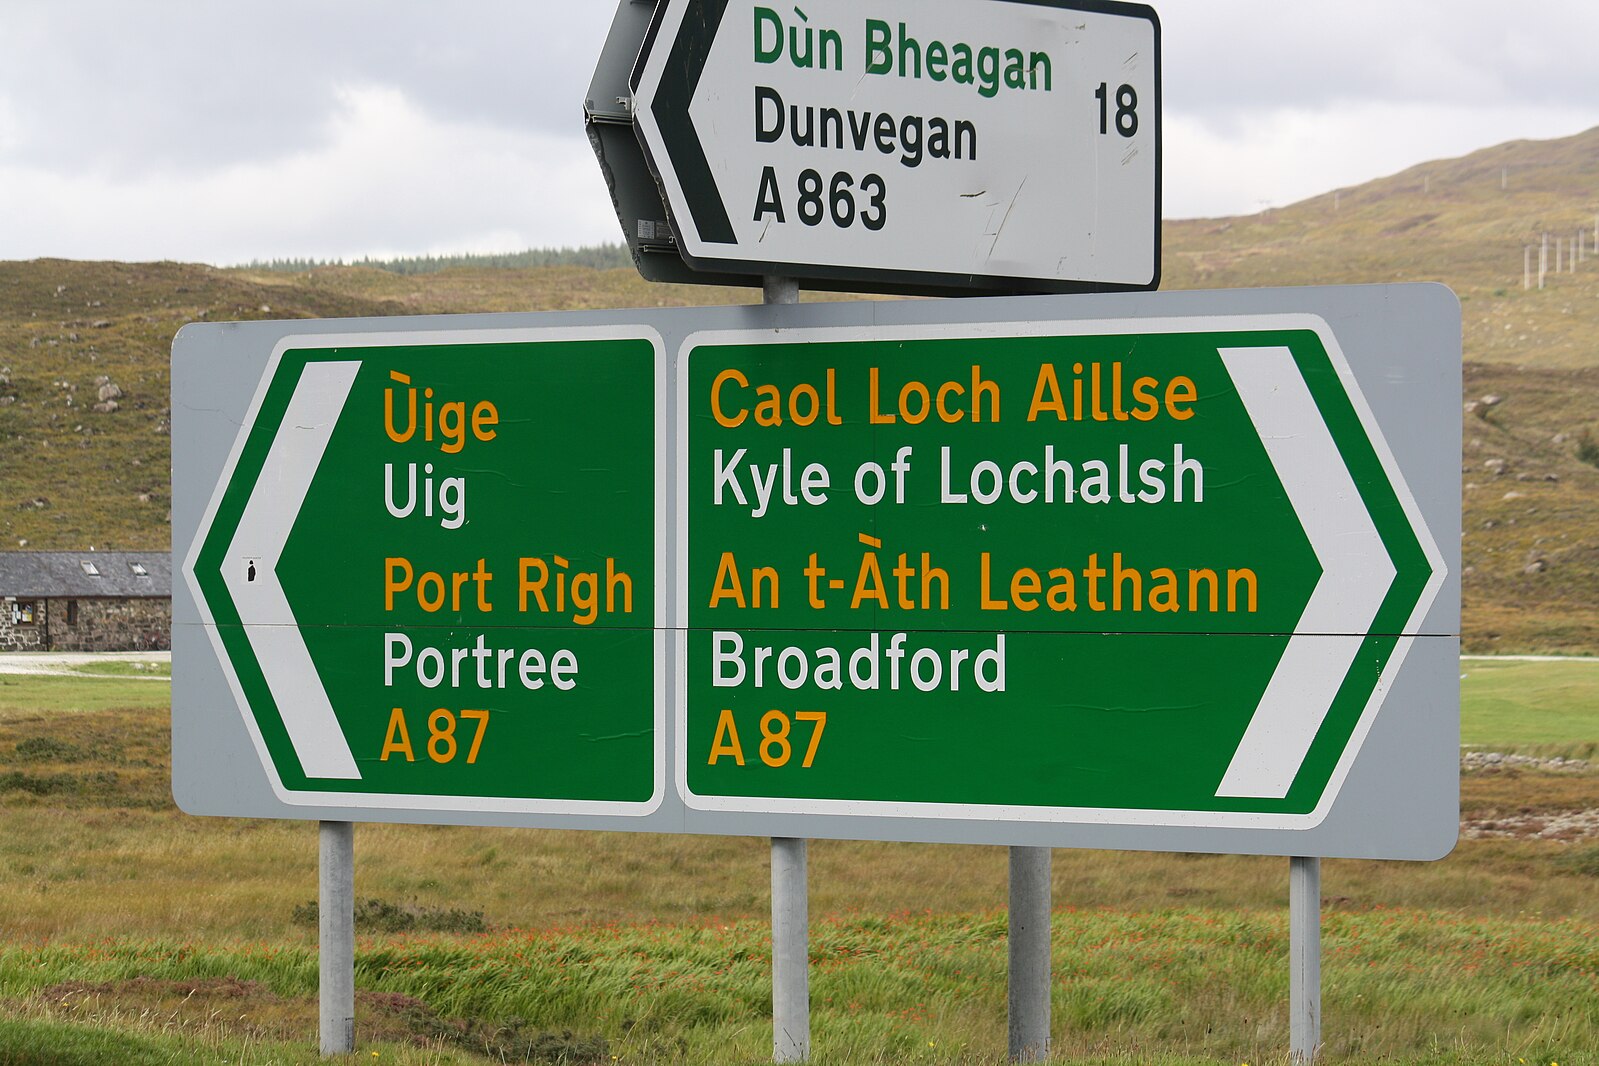 Dùn Bheagan
Dunvegan 18
A 863
Ùige
Uig
Port Rìgh
Portree
A 87
Caol Loch Aillse
Kyle of Lochalsh
An t-Àth Leathann
Broadford
A 87